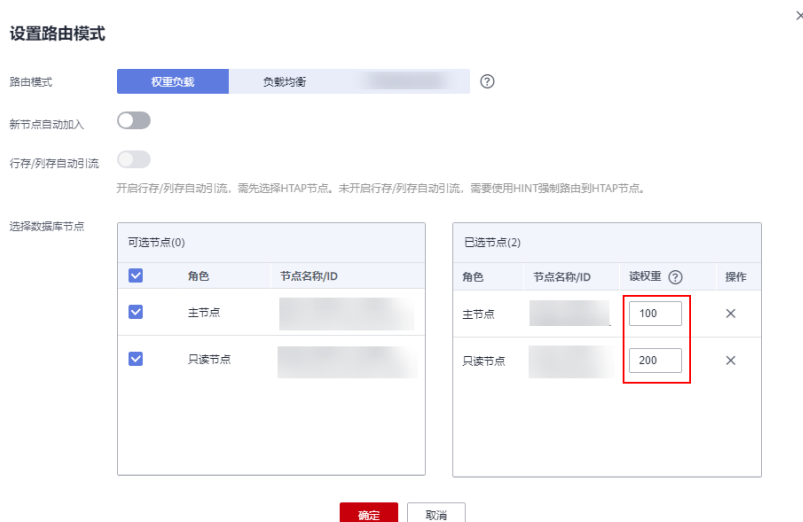 设置路由模式
路由模式 权重负载 负载均衡
新节点自动加入
行存/列存自动引流
开启行存/列存自动引流，需先选择HTAP节点。未开启行存/列存自动引流，需要使用HINT强制路由到HTAP节点。
选择数据库节点
可选节点(0) 已选节点(2)
角色 节点名称/ID 角色 节点名称/ID 读权重 操作
主节点 主节点 100
只读节点 只读节点 200
确定 取消